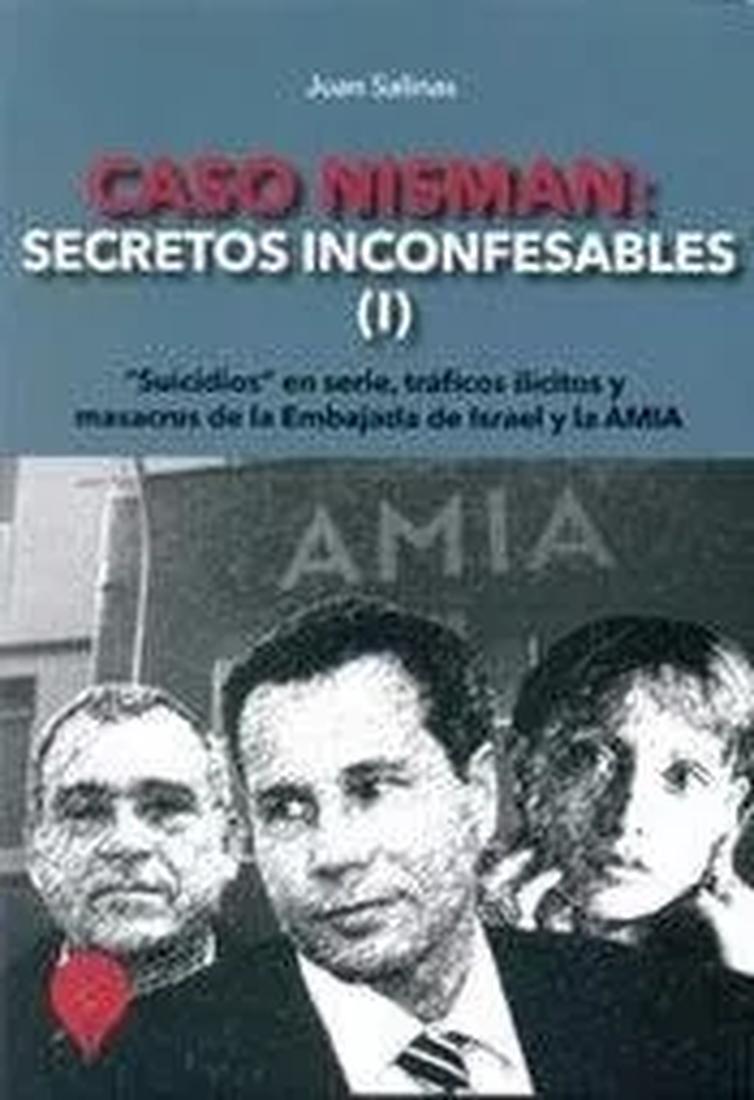 Juan Salinas
CASO NISMAN:
SECRETOS INCONFESABLES
(I)
"Suicidios" en serie, tráficos ilícitos y
masacres de la Embajada de Israel y la AMIA
AMIA